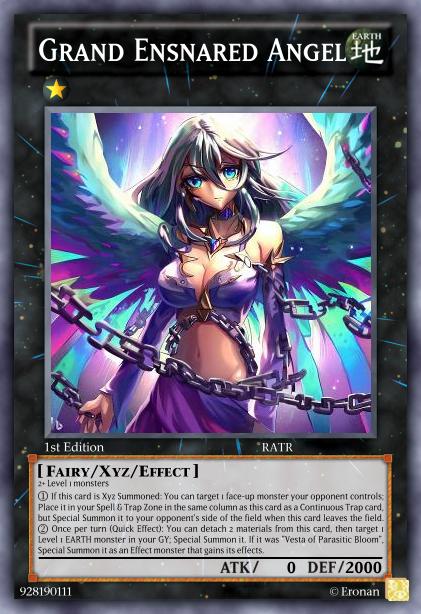 GRAND ENSNARED ANGEL
EARTH
地
1st Edition RATR
[ FAIRY/XYZ/EFFECT ]
2+ Level 1 monsters
① If this card is Xyz Summoned: You can target 1 face-up monster your opponent controls;
Place it in your Spell & Trap Zone in the same column as this card as a Continuous Trap card,
but Special Summon it to your opponent's side of the field when this card leaves the field.
② Once per turn (Quick Effect): You can detach 2 materials from this card, then target 1
Level 1 EARTH monster in your GY; Special Summon it. If it was "Vesta of Parasitic Bloom",
Special Summon it as an Effect monster that gains its effects.
ATK/ 0 DEF/2000
928190111 © Eronan